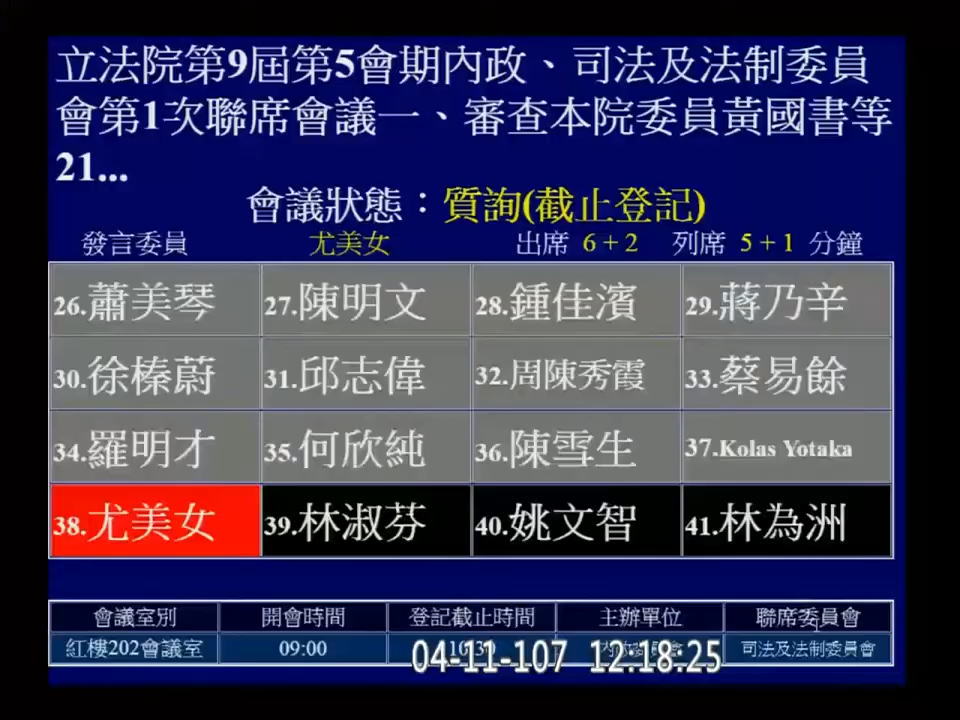 立法院第9屆第5會期內政、司法及法制委員
會第1次聯席會議一、審查本院委員黃國書等
21...
會議狀態：質詢(截止登記)
發言委員 尤美女 出席 6+2 列席 5+1 分鐘
26.蕭美琴 27.陳明文 28.鍾佳濱 29.蔣乃辛
30.徐榛蔚 31.邱志偉 32.周陳秀霞 33.蔡易餘
34.羅明才 35.何欣純 36.陳雪生 37.Kolas Yotaka
38.尤美女 39.林淑芬 40.姚文智 41.林為洲
會議室別 開會時間 登記截止時間 主辦單位 聯席委員會
紅樓202會議室 09:00 司法及法制委員會
04-11-107 12:18:25